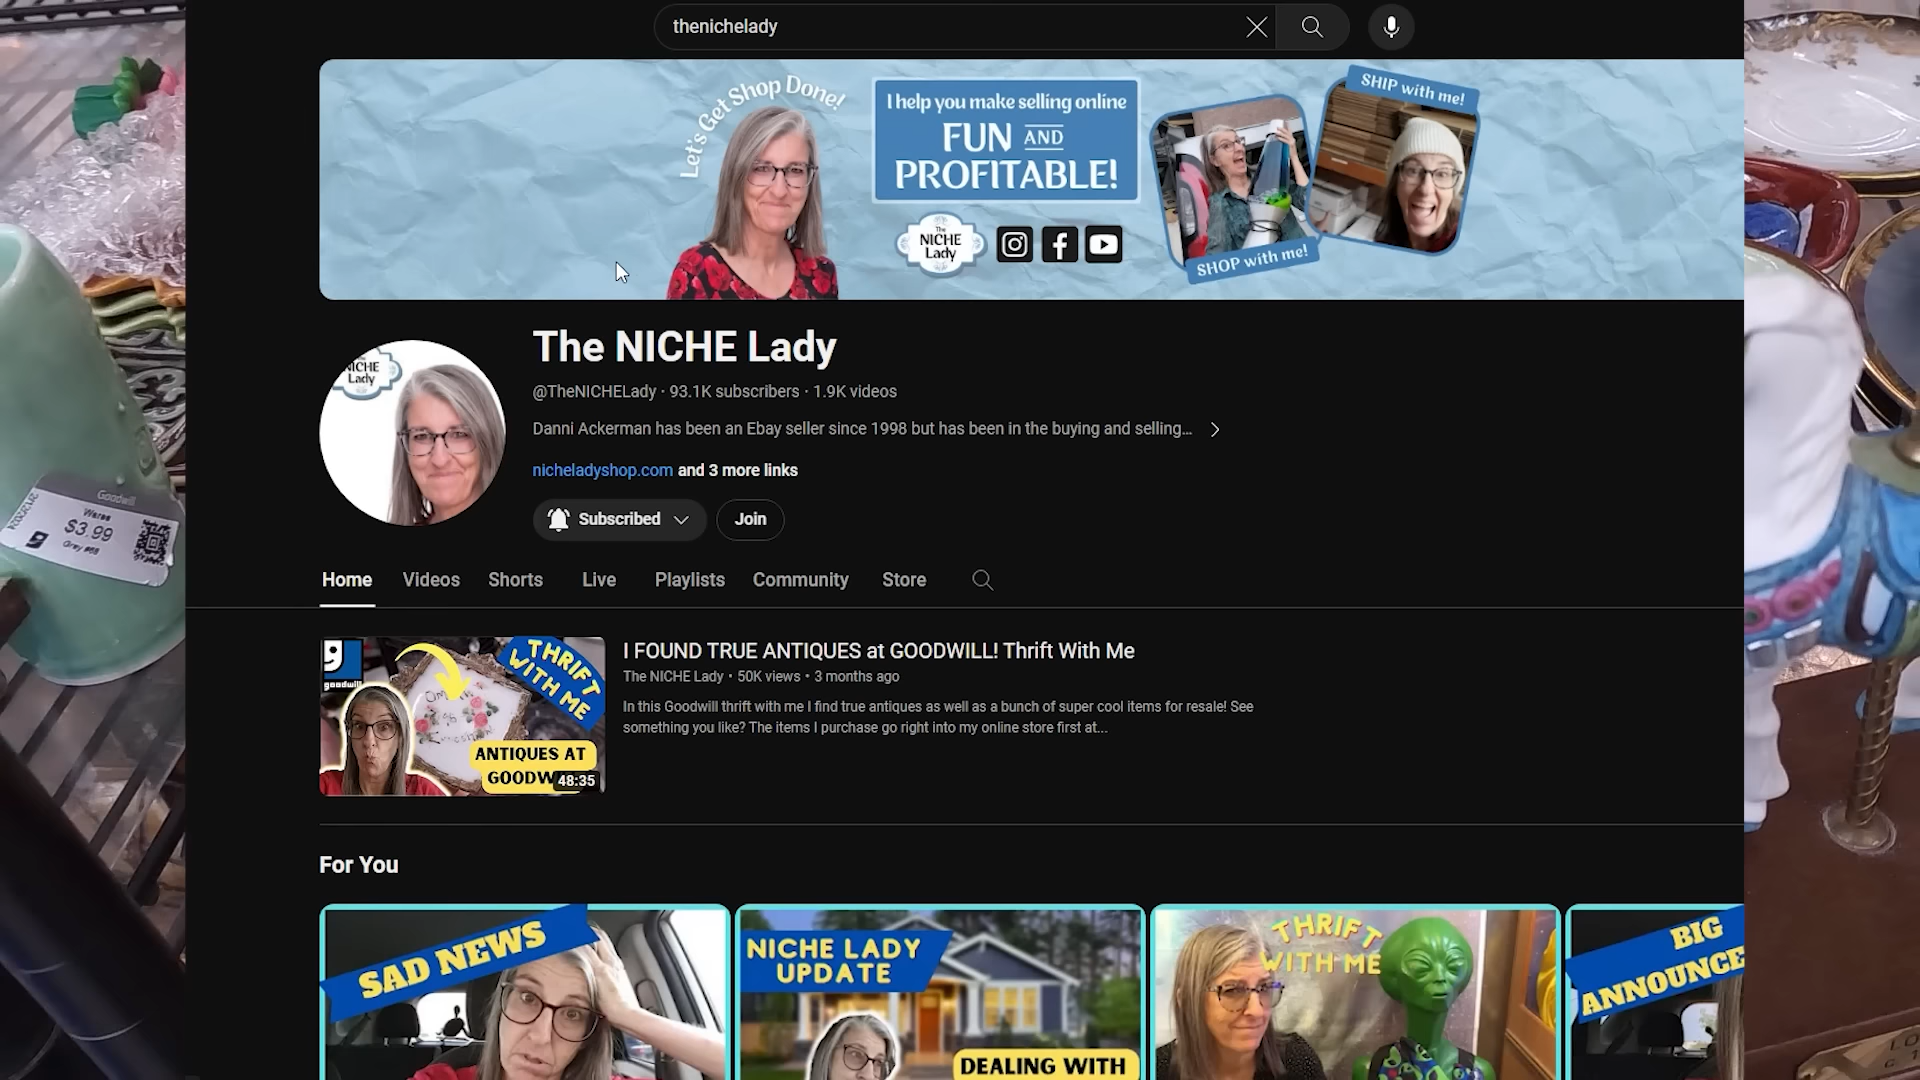 thenichelady
Let's Get Shop Done!
I help you make selling online
FUN AND
PROFITABLE!
The
NICHE
Lady
SHOP with me!
SHIP with me!
NICHE
Lady
The NICHE Lady
@TheNICHELady · 93.1K subscribers · 1.9K videos
Danni Ackerman has been an Ebay seller since 1998 but has been in the buying and selling...
nicheladyshop.com and 3 more links
Subscribed
Join
Home Videos Shorts Live Playlists Community Store
goodwill
THRIFT
WITH ME
ANTIQUES AT
GOODW
48:35
I FOUND TRUE ANTIQUES at GOODWILL! Thrift With Me
The NICHE Lady • 50K views • 3 months ago
In this Goodwill thrift with me I find true antiques as well as a bunch of super cool items for resale! See
something you like? The items I purchase go right into my online store first at...
For You
SAD NEWS
NICHE LADY
UPDATE
DEALING WITH
THRIFT
WITH ME
BIG
ANNOUNCE
Goodwill
Wares
$3.99